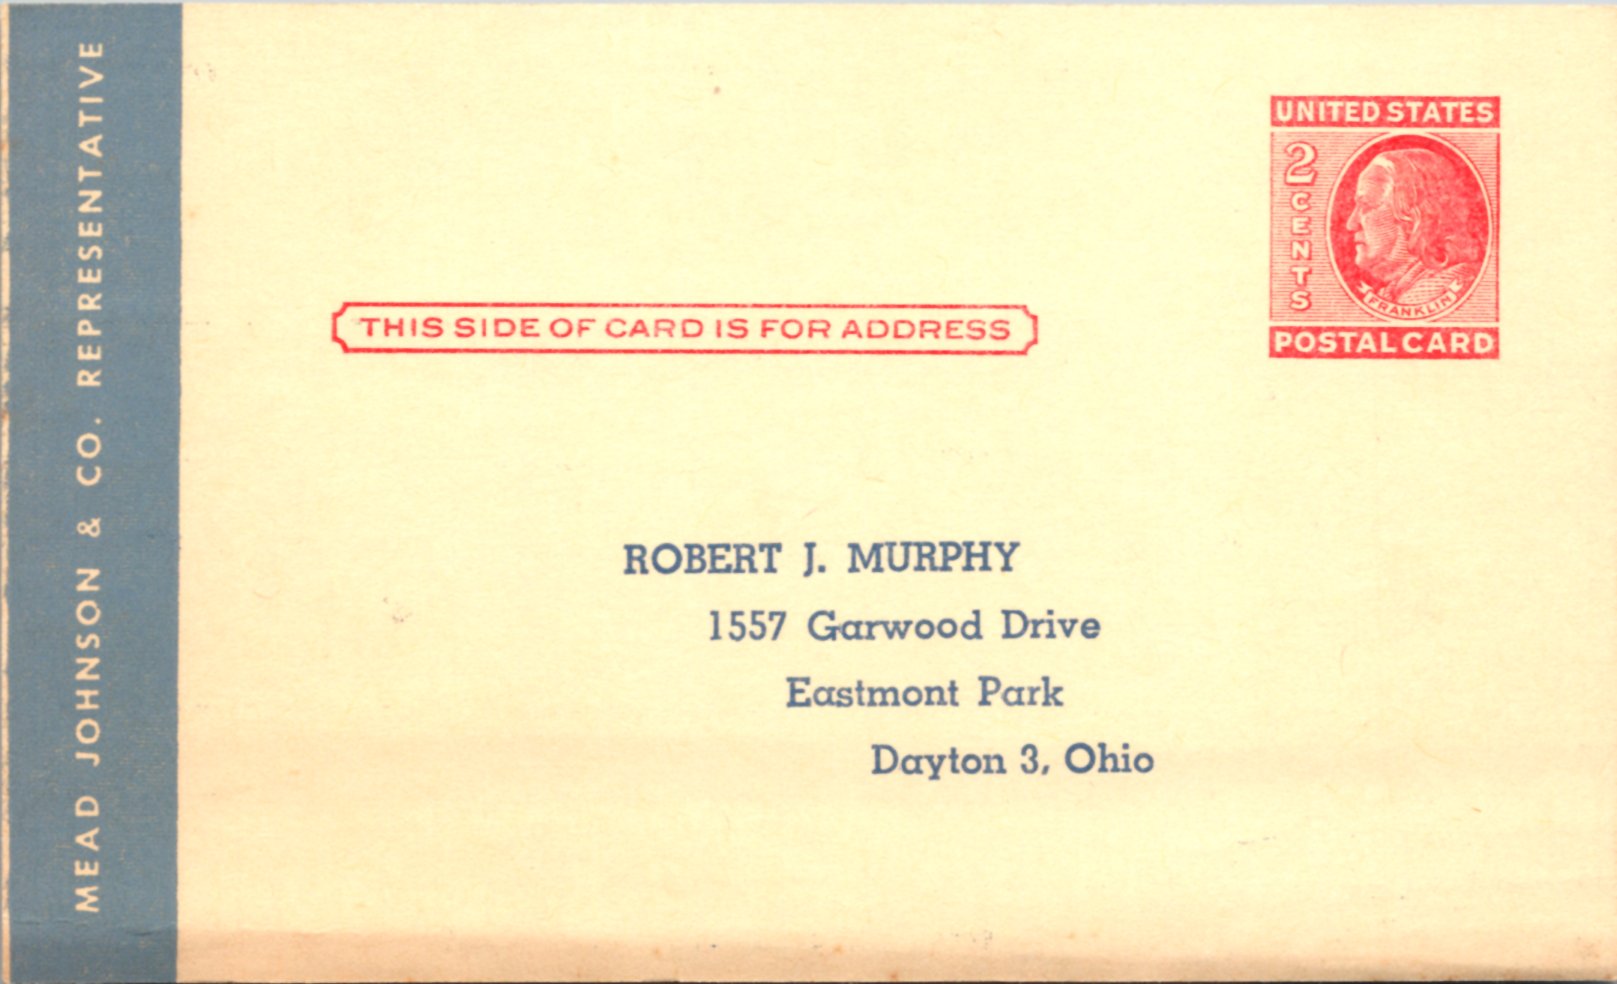 MEAD JOHNSON & CO. REPRESENTATIVE
UNITED STATES
2
CENTS
FRANKLIN
POSTAL CARD
THIS SIDE OF CARD IS FOR ADDRESS
ROBERT J. MURPHY
1557 Garwood Drive
Eastmont Park
Dayton 3, Ohio